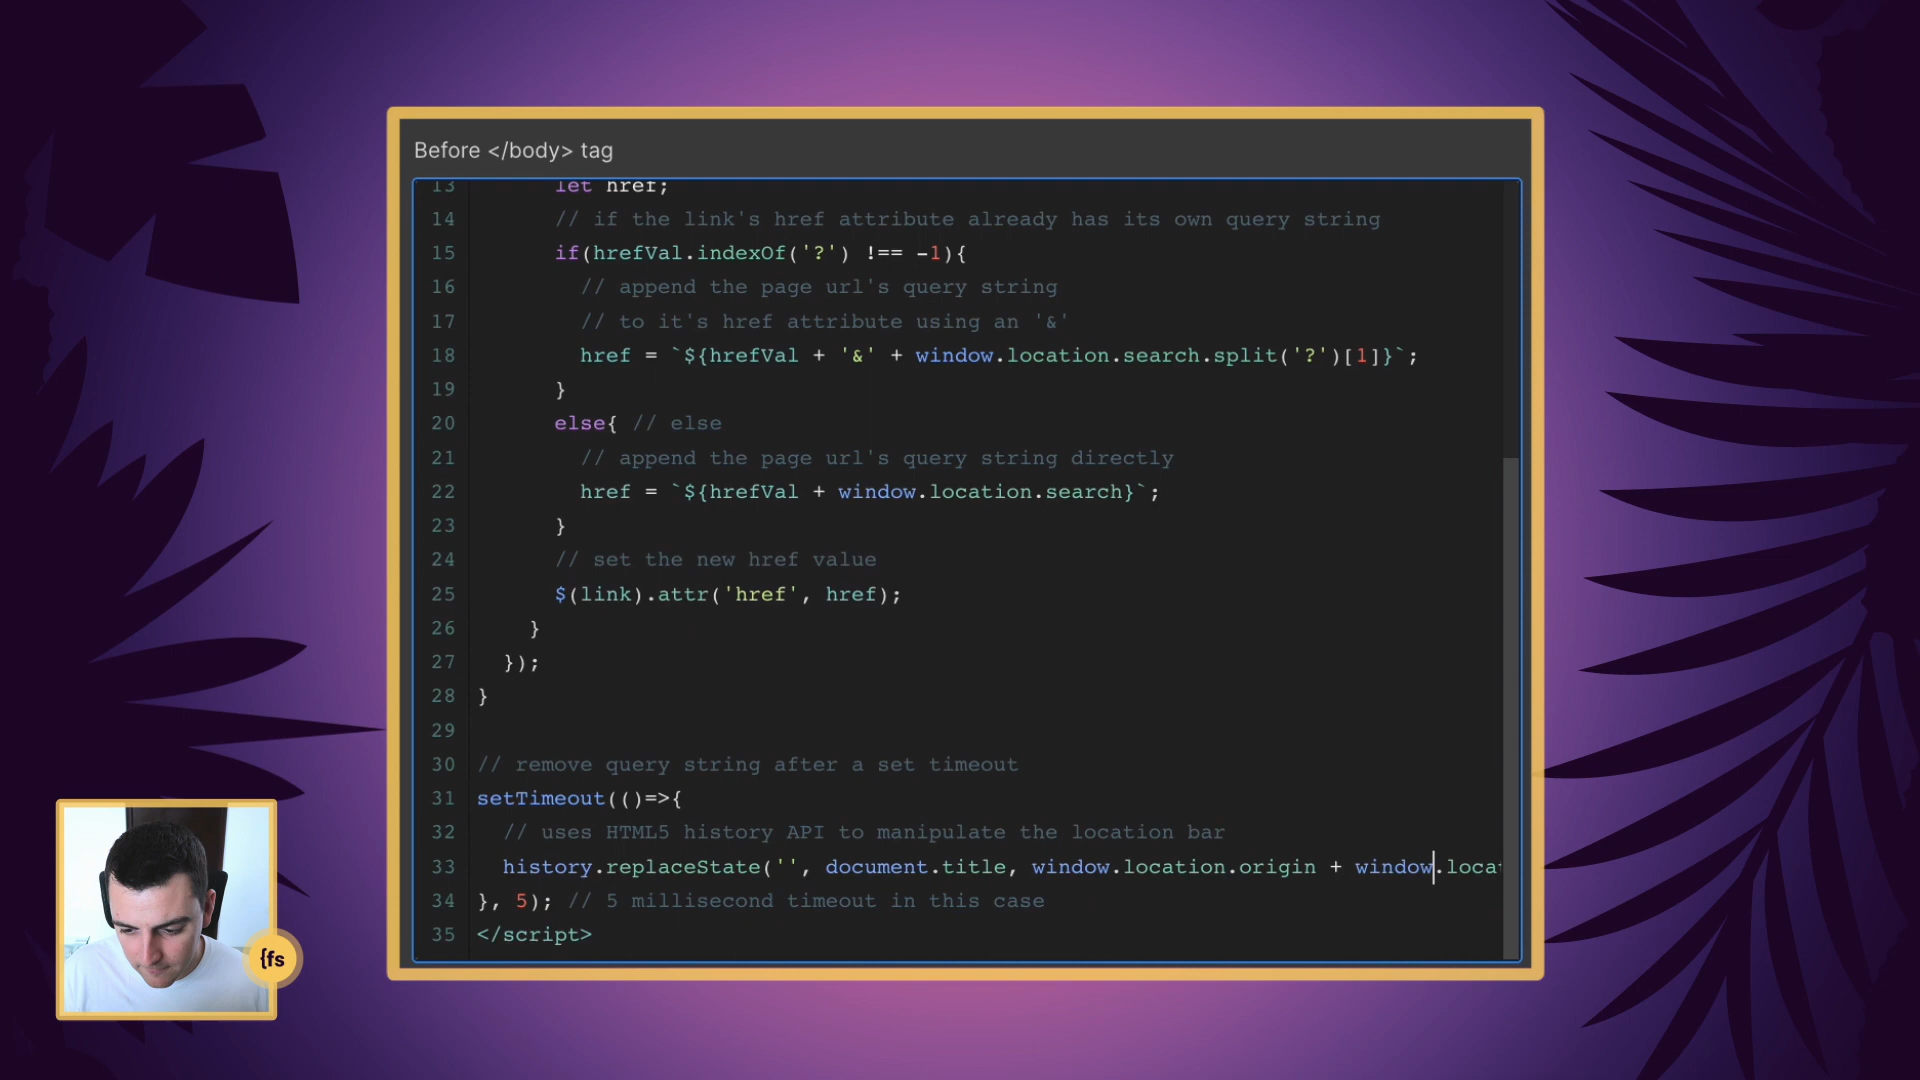 Before </body> tag
13 let href;
14 // if the link's href attribute already has its own query string
15 if(hrefVal.indexOf('?') !== -1){
16 // append the page url's query string
17 // to it's href attribute using an '&'
18 href = `${hrefVal + '&' + window.location.search.split('?')[1]}`;
19 }
20 else{ // else
21 // append the page url's query string directly
22 href = `${hrefVal + window.location.search}`;
23 }
24 // set the new href value
25 $(link).attr('href', href);
26 }
27 });
28 }
29
30 // remove query string after a set timeout
31 setTimeout(()=>{
32 // uses HTML5 history API to manipulate the location bar
33 history.replaceState('', document.title, window.location.origin + window.locat
34 }, 5); // 5 millisecond timeout in this case
35 </script>
{fs